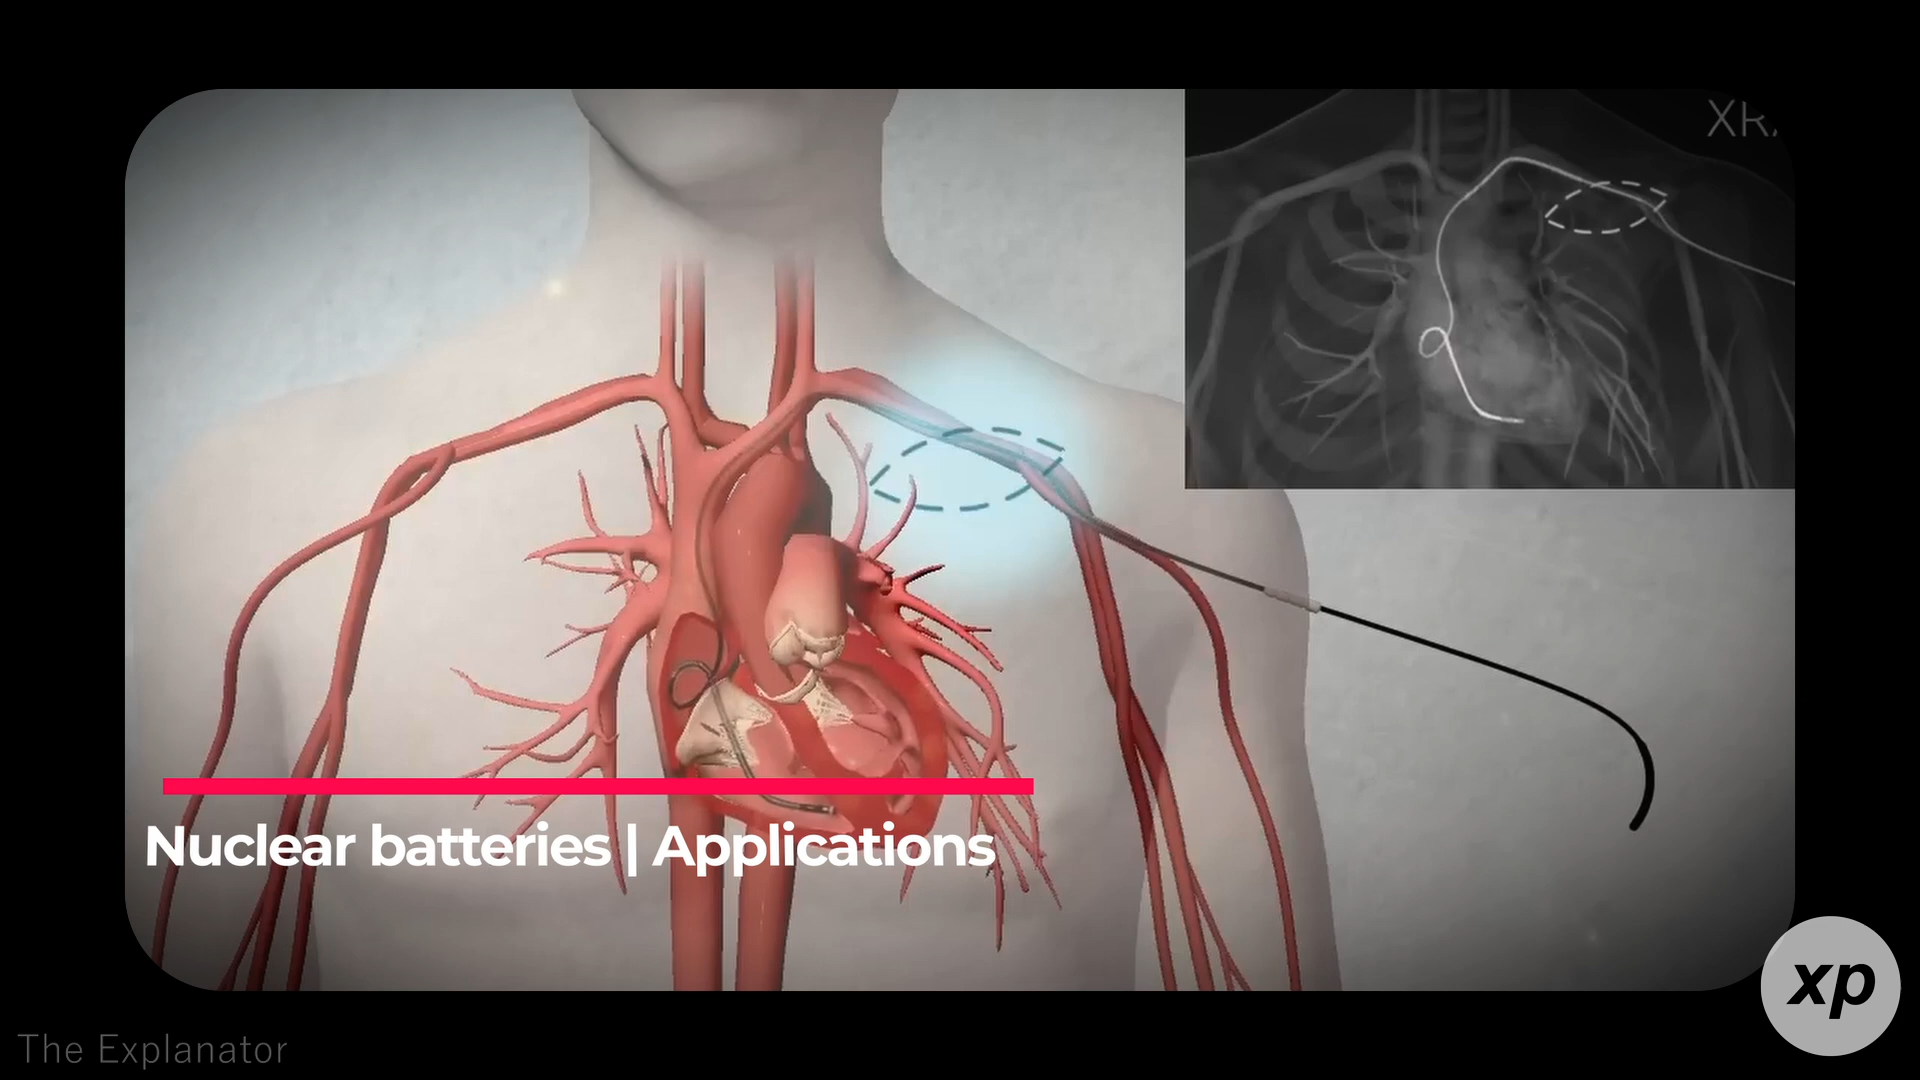 Nuclear batteries | Applications
xp
The Explanator